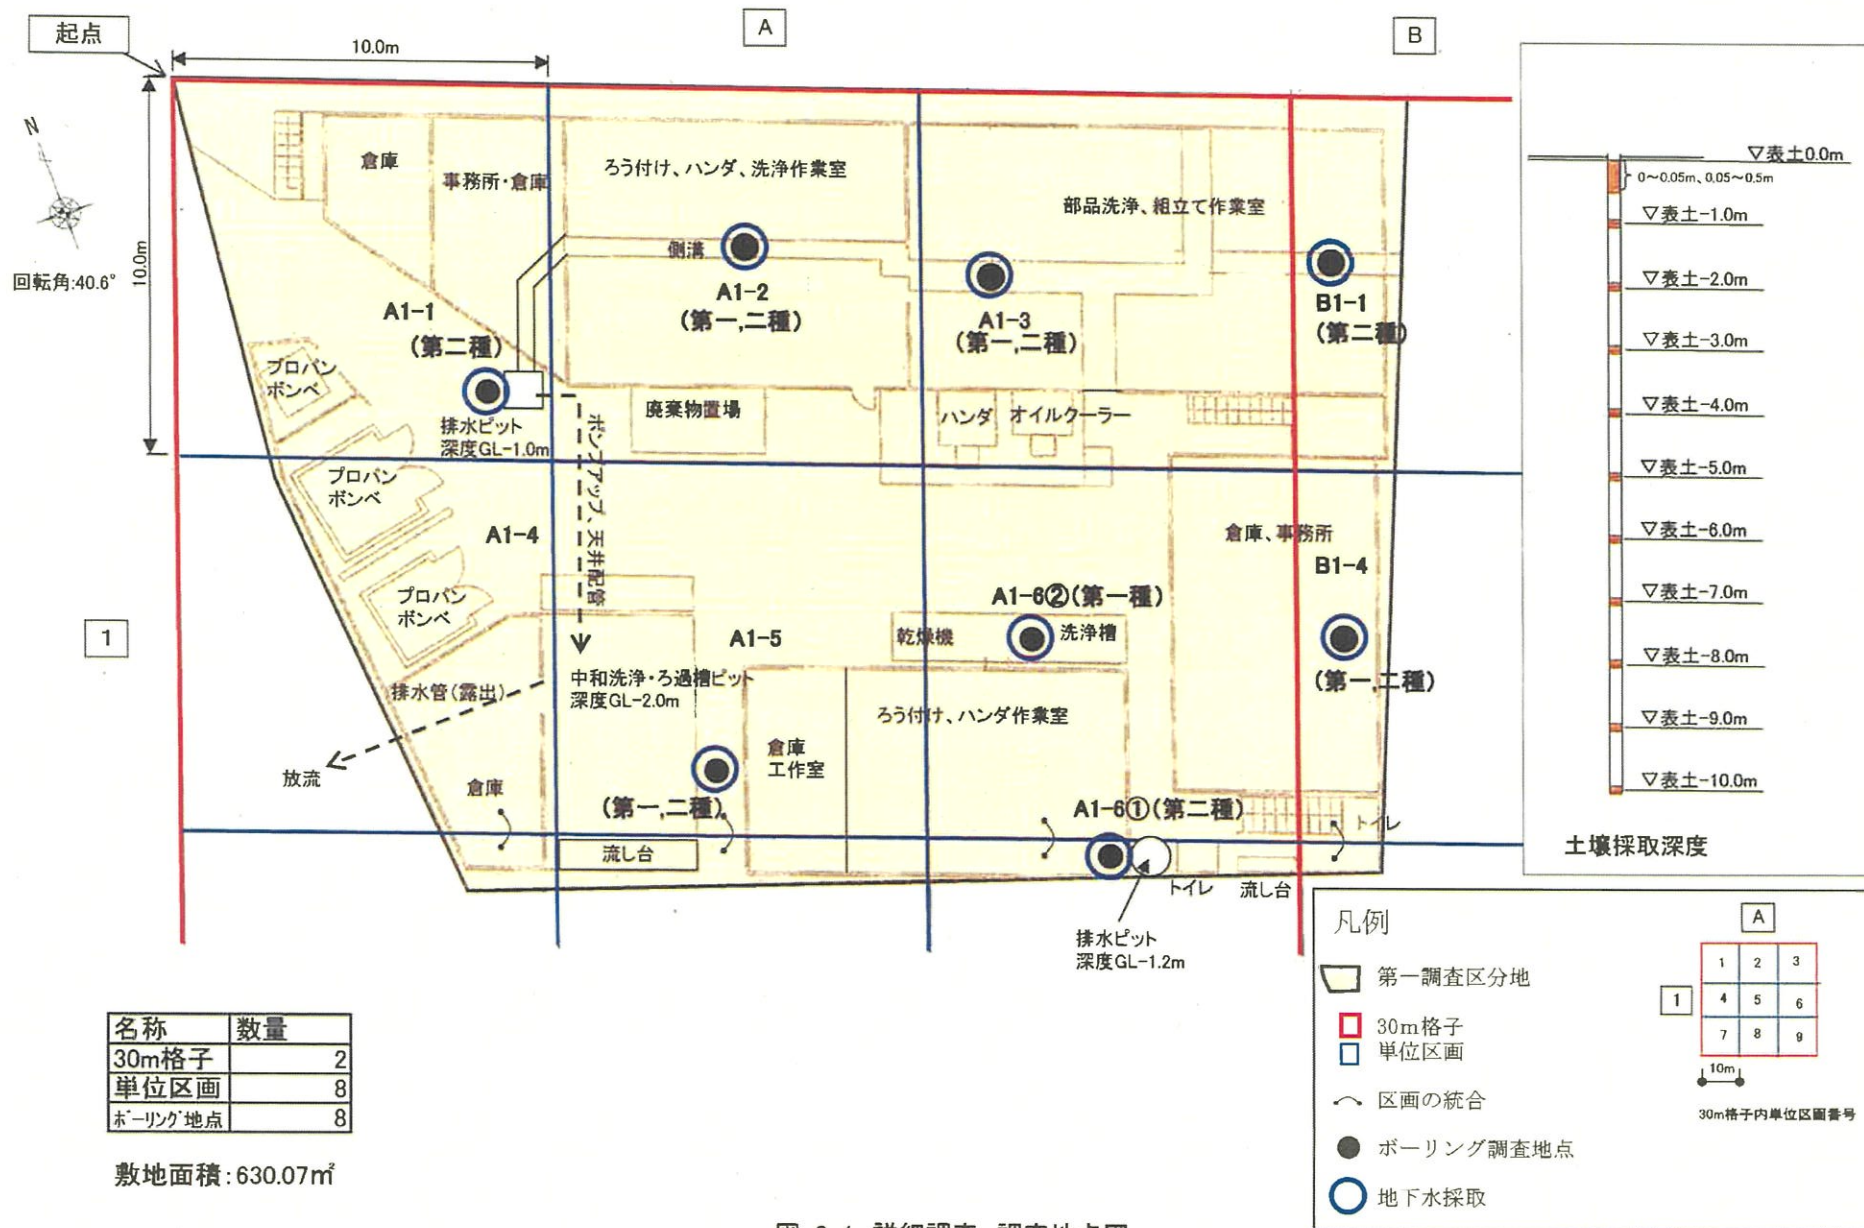 起点
10.0m
A
B
N
回転角:40.6°
10.0m
倉庫
事務所・倉庫
ろう付け、ハンダ、洗浄作業室
部品洗浄、組立て作業室
側溝
A1-1
(第二種)
A1-2
(第一,二種)
A1-3
(第一,二種)
B1-1
(第二種)
プロパン
ボンベ
排水ピット
深度GL-1.0m
廃棄物置場
ハンダ
オイルクーラー
ポンプアップ、天井配管
プロパン
ボンベ
A1-4
倉庫、事務所
B1-4
プロパン
ボンベ
A1-6②(第一種)
乾燥機
洗浄槽
1
A1-5
(第一,二種)
中和洗浄・ろ過槽ピット
深度GL-2.0m
排水管(露出)
ろう付け、ハンダ作業室
倉庫
工作室
放流
倉庫
(第一,二種)
A1-6①(第二種)
トイレ
流し台
トイレ
流し台
排水ピット
深度GL-1.2m
▽表土0.0m
0～0.05m、0.05～0.5m
▽表土-1.0m
▽表土-2.0m
▽表土-3.0m
▽表土-4.0m
▽表土-5.0m
▽表土-6.0m
▽表土-7.0m
▽表土-8.0m
▽表土-9.0m
▽表土-10.0m
土壌採取深度
凡例
第一調査区分地
30m格子
単位区画
区画の統合
ボーリング調査地点
地下水採取
A
1
1 2 3
4 5 6
7 8 9
10m
30m格子内単位区画番号
名称 数量
30m格子 2
単位区画 8
ボーリング地点 8
敷地面積:630.07㎡